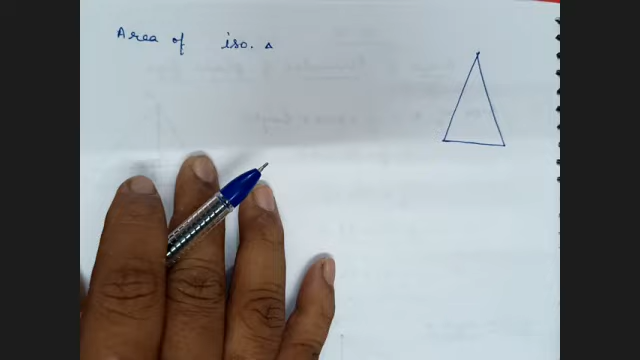 Area of iso. ∆